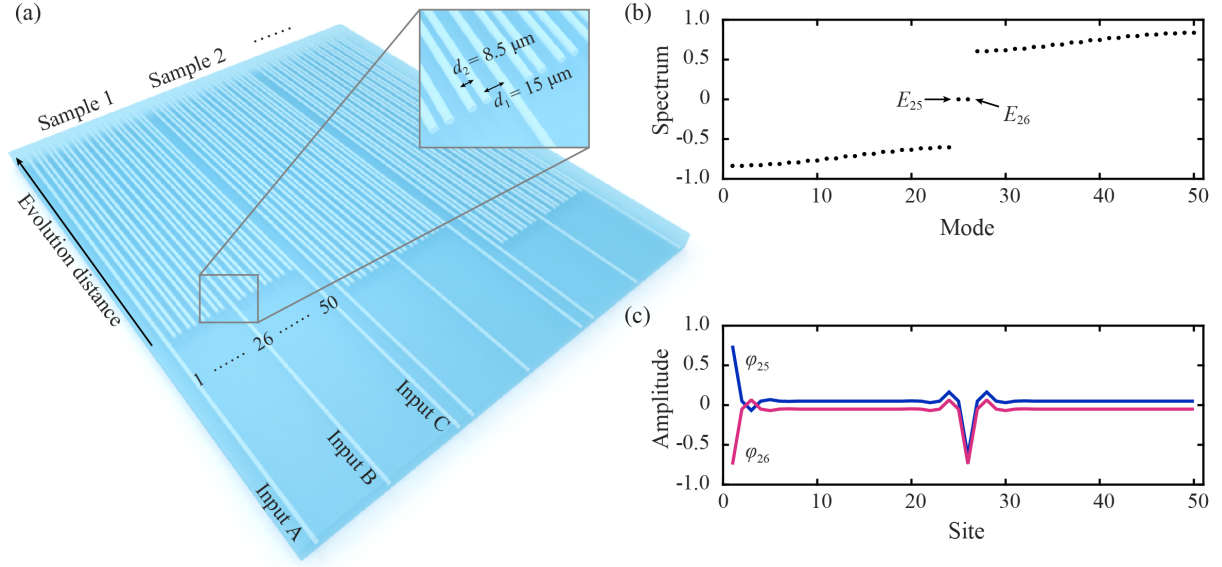 (a)
Sample 1
Sample 2
......
d₂ = 8.5 μm
d₁ = 15 μm
Evolution distance
1 ...... 26 ...... 50
Input A
Input B
Input C
(b)
Spectrum
1.0
0.5
0
-0.5
-1.0
E₂₅
E₂₆
0
10
20
30
40
50
Mode
(c)
Amplitude
1.0
0.5
0
-0.5
-1.0
φ₂₅
φ₂₆
0
10
20
30
40
50
Site